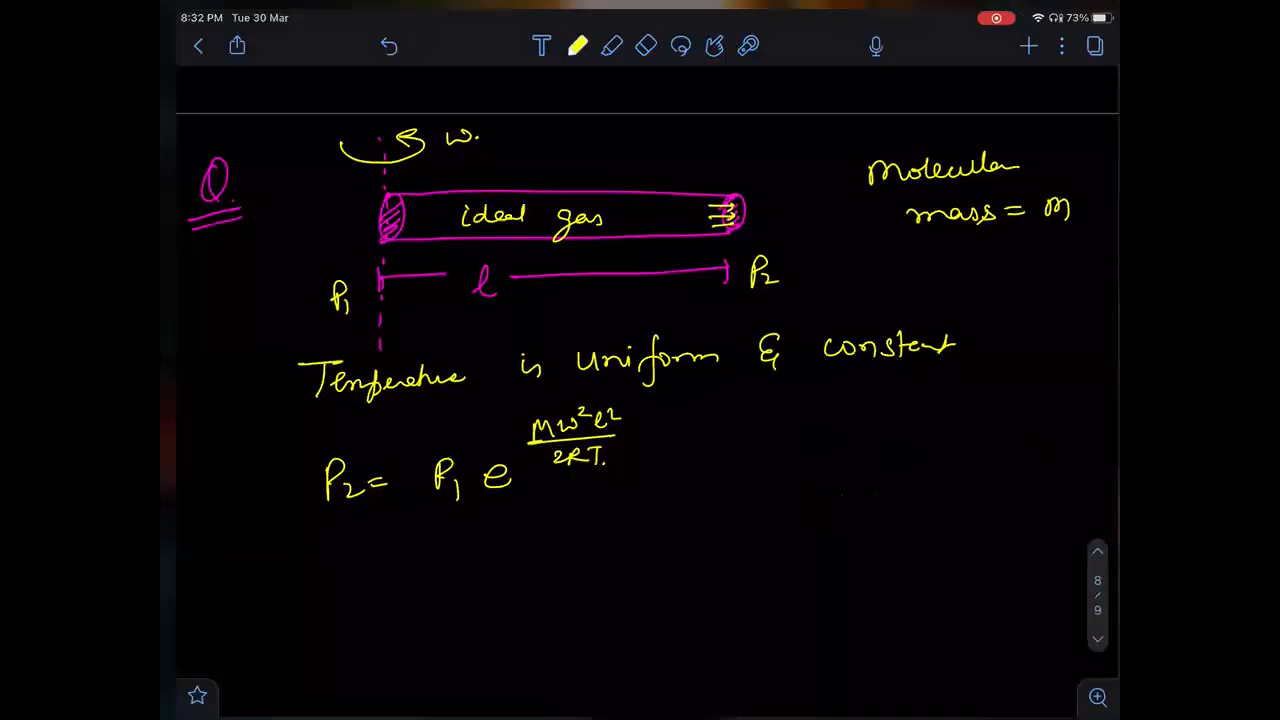 8:32 PM Tue 30 Mar
73%
T
ω.
Q.
Molecular
mass = M
ideal gas
P₁
l
P₂
Temperature is uniform & constant
P₂ = P₁ e^(Mω²l²/2RT.)
8
/
9